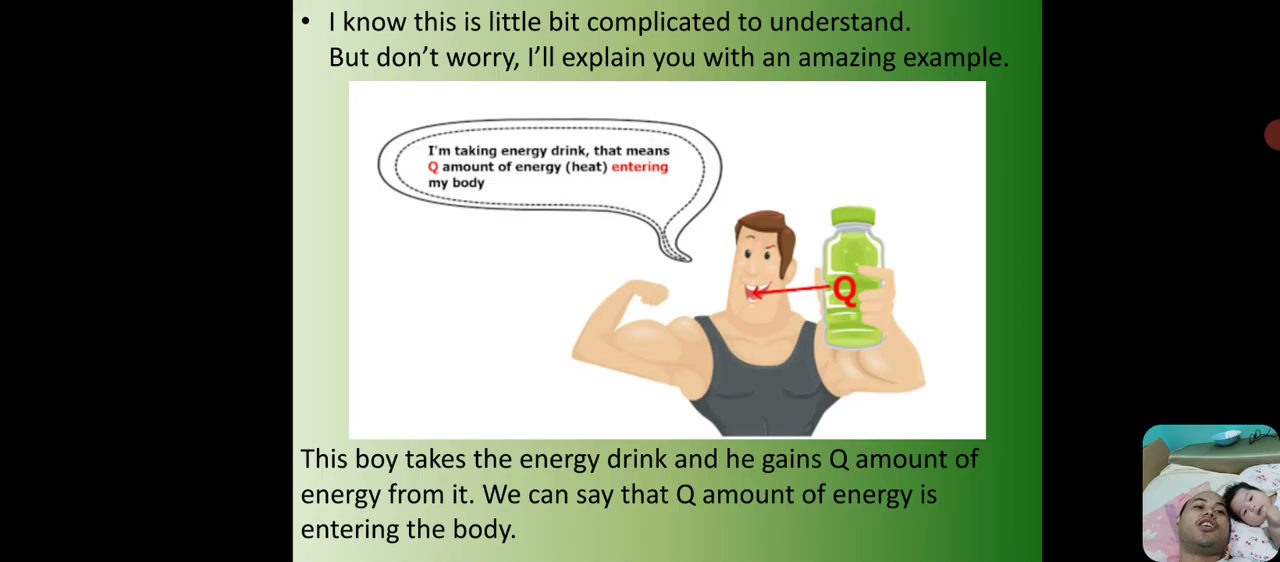 • I know this is little bit complicated to understand.
But don’t worry, I’ll explain you with an amazing example.
I'm taking energy drink, that means
Q amount of energy (heat) entering
my body
Q
This boy takes the energy drink and he gains Q amount of
energy from it. We can say that Q amount of energy is
entering the body.